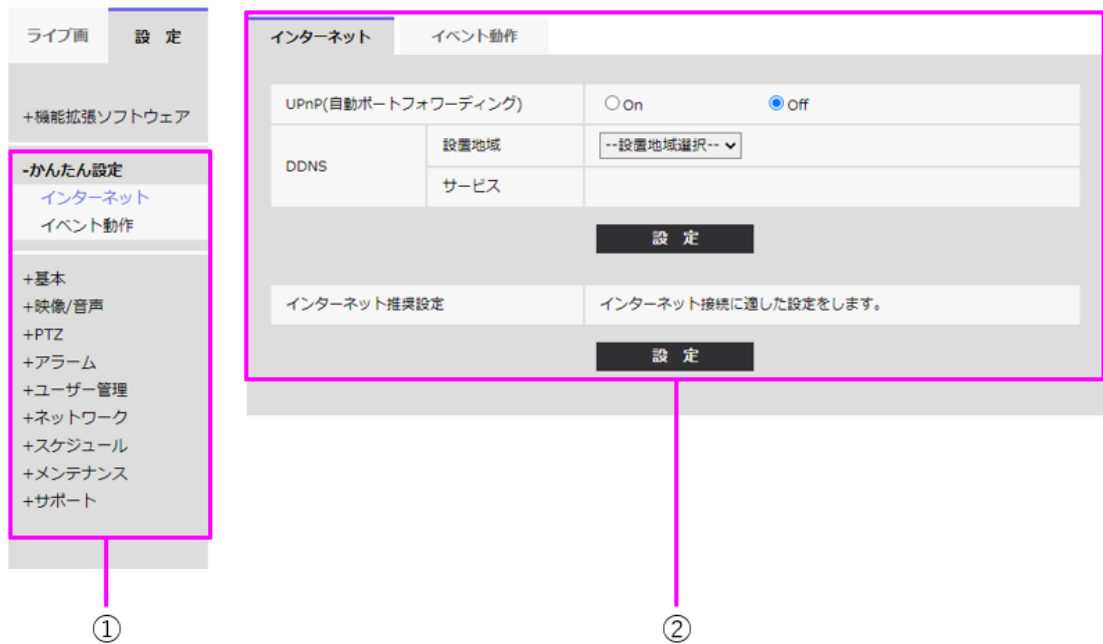 ライブ画
設 定
+機能拡張ソフトウェア
-かんたん設定
インターネット
イベント動作
+基本
+映像/音声
+PTZ
+アラーム
+ユーザー管理
+ネットワーク
+スケジュール
+メンテナンス
+サポート
①
インターネット
イベント動作
UPnP(自動ポートフォワーディング)
On
Off
DDNS
設置地域
--設置地域選択--
サービス
設 定
インターネット推奨設定
インターネット接続に適した設定をします。
設 定
②